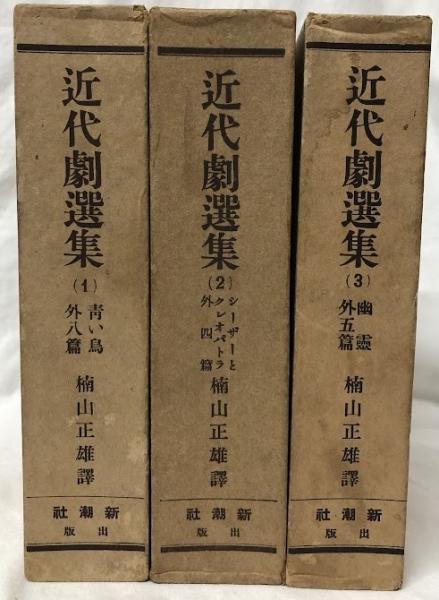 近代劇選集
(1)
青い鳥
外八篇
楠山正雄譯
新潮社
出版
近代劇選集
(2)
シーザーと
クレオパトラ
外四篇
楠山正雄譯
新潮社
出版
近代劇選集
(3)
幽靈
外五篇
楠山正雄譯
新潮社
出版